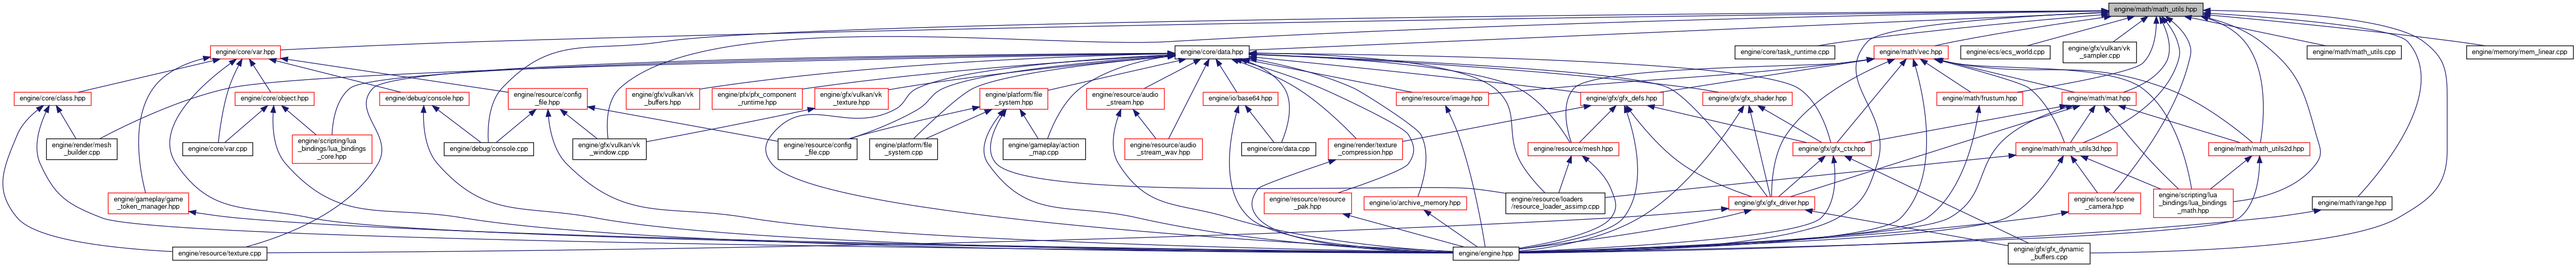 engine/math/math_utils.hpp
engine/core/var.hpp
engine/core/data.hpp
engine/core/task_runtime.cpp
engine/math/vec.hpp
engine/ecs/ecs_world.cpp
engine/gfx/vulkan/vk
_sampler.cpp
engine/math/math_utils.cpp
engine/memory/mem_linear.cpp
engine/core/class.hpp
engine/core/object.hpp
engine/debug/console.hpp
engine/resource/config
_file.hpp
engine/gfx/vulkan/vk
_buffers.hpp
engine/gfx/pfx_component
_runtime.hpp
engine/gfx/vulkan/vk
_texture.hpp
engine/platform/file
_system.hpp
engine/resource/audio
_stream.hpp
engine/io/base64.hpp
engine/resource/image.hpp
engine/gfx/gfx_defs.hpp
engine/gfx/gfx_shader.hpp
engine/math/frustum.hpp
engine/math/mat.hpp
engine/render/mesh
_builder.cpp
engine/core/var.cpp
engine/scripting/lua
_bindings/lua_bindings
_core.hpp
engine/debug/console.cpp
engine/gfx/vulkan/vk
_window.cpp
engine/resource/config
_file.cpp
engine/platform/file
_system.cpp
engine/gameplay/action
_map.cpp
engine/resource/audio
_stream_wav.hpp
engine/core/data.cpp
engine/render/texture
_compression.hpp
engine/resource/mesh.hpp
engine/gfx/gfx_ctx.hpp
engine/math/math_utils3d.hpp
engine/math/math_utils2d.hpp
engine/gameplay/game
_token_manager.hpp
engine/resource/resource
_pak.hpp
engine/io/archive_memory.hpp
engine/resource/loaders
/resource_loader_assimp.cpp
engine/gfx/gfx_driver.hpp
engine/scene/scene
_camera.hpp
engine/scripting/lua
_bindings/lua_bindings
_math.hpp
engine/math/range.hpp
engine/resource/texture.cpp
engine/engine.hpp
engine/gfx/gfx_dynamic
_buffers.hpp